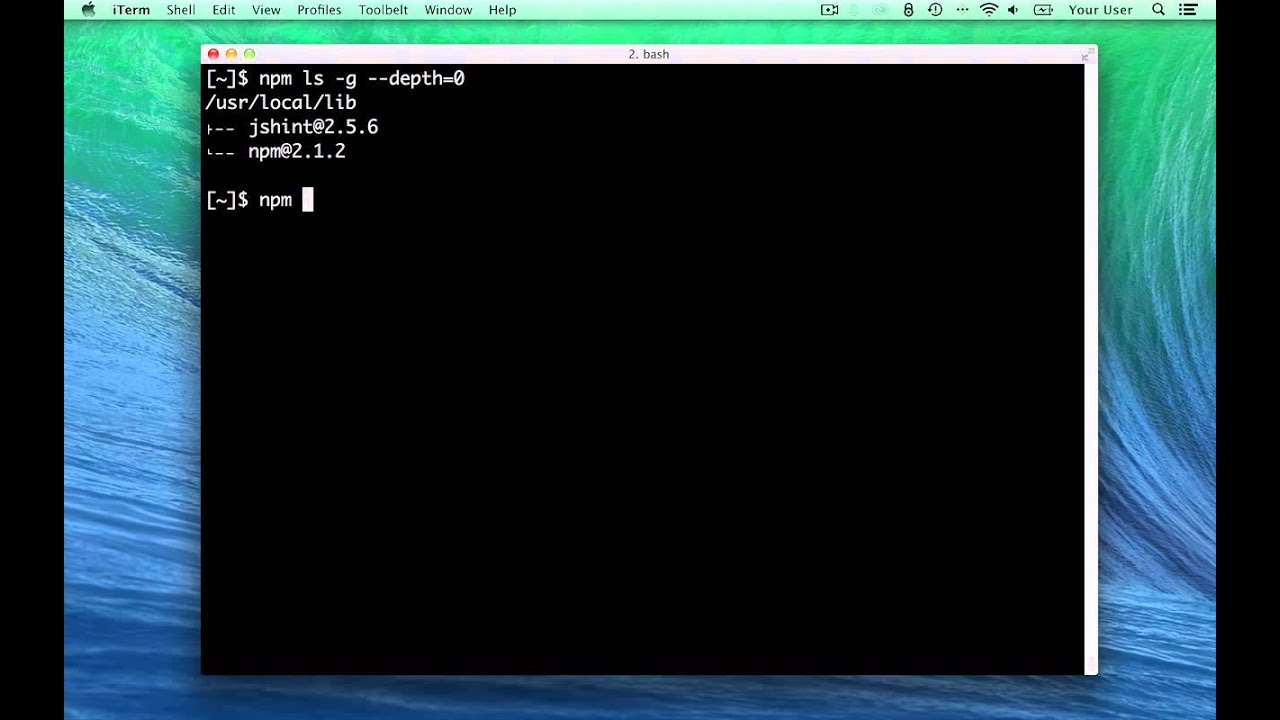 iTerm Shell Edit View Profiles Toolbelt Window Help Your User
2. bash
[~]$ npm ls -g --depth=0
/usr/local/lib
├-- jshint@2.5.6
└-- npm@2.1.2
[~]$ npm